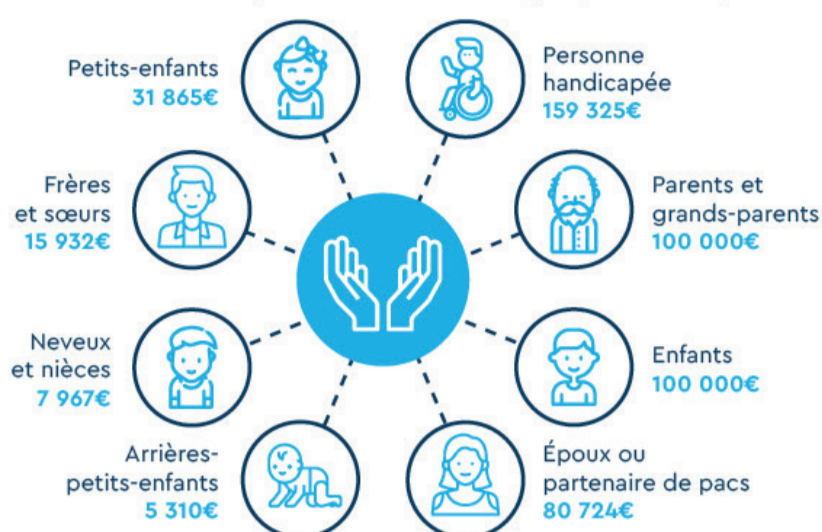 Petits-enfants
31 865€
Personne
handicapée
159 325€
Frères
et sœurs
15 932€
Parents et
grands-parents
100 000€
Neveux
et nièces
7 967€
Enfants
100 000€
Arrières-
petits-enfants
5 310€
Époux ou
partenaire de pacs
80 724€